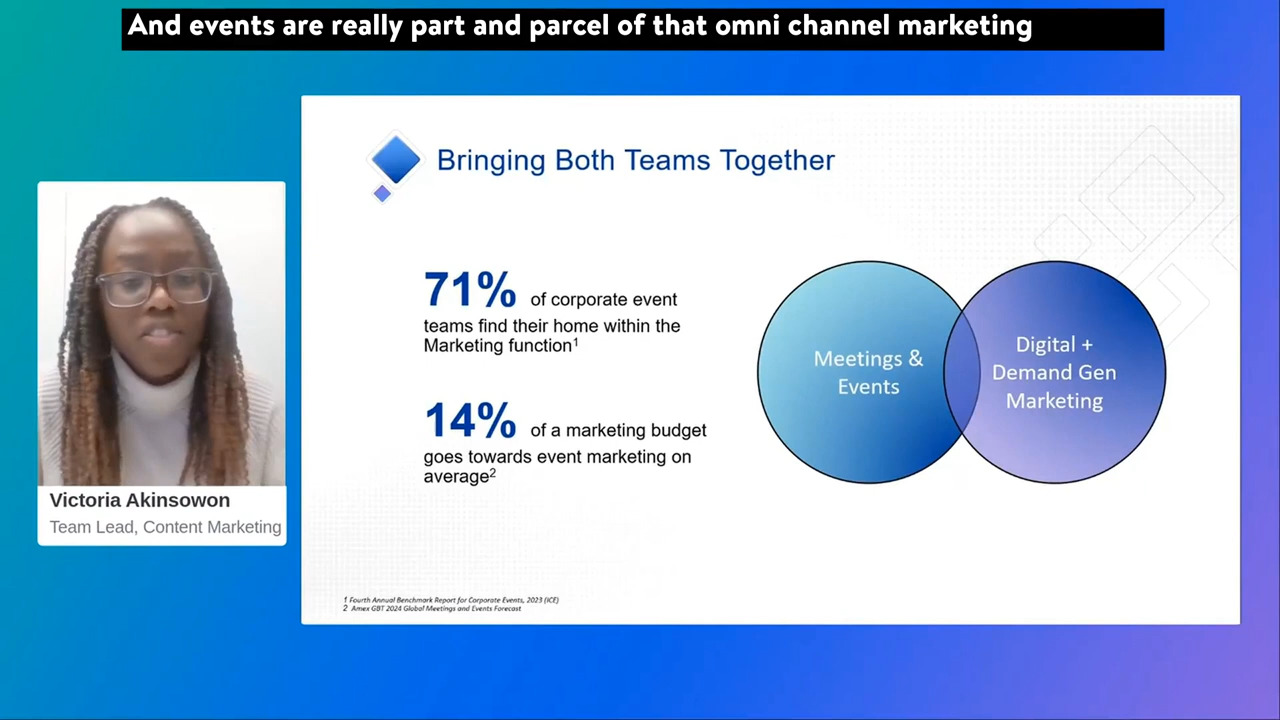 And events are really part and parcel of that omni channel marketing
Bringing Both Teams Together
71% of corporate event
teams find their home within the
Marketing function1
14% of a marketing budget
goes towards event marketing on
average2
Meetings &
Events
Digital +
Demand Gen
Marketing
Victoria Akinsowon
Team Lead, Content Marketing
1 Fourth Annual Benchmark Report for Corporate Events, 2023 (ICE)
2 Amex GBT 2024 Global Meetings and Events Forecast